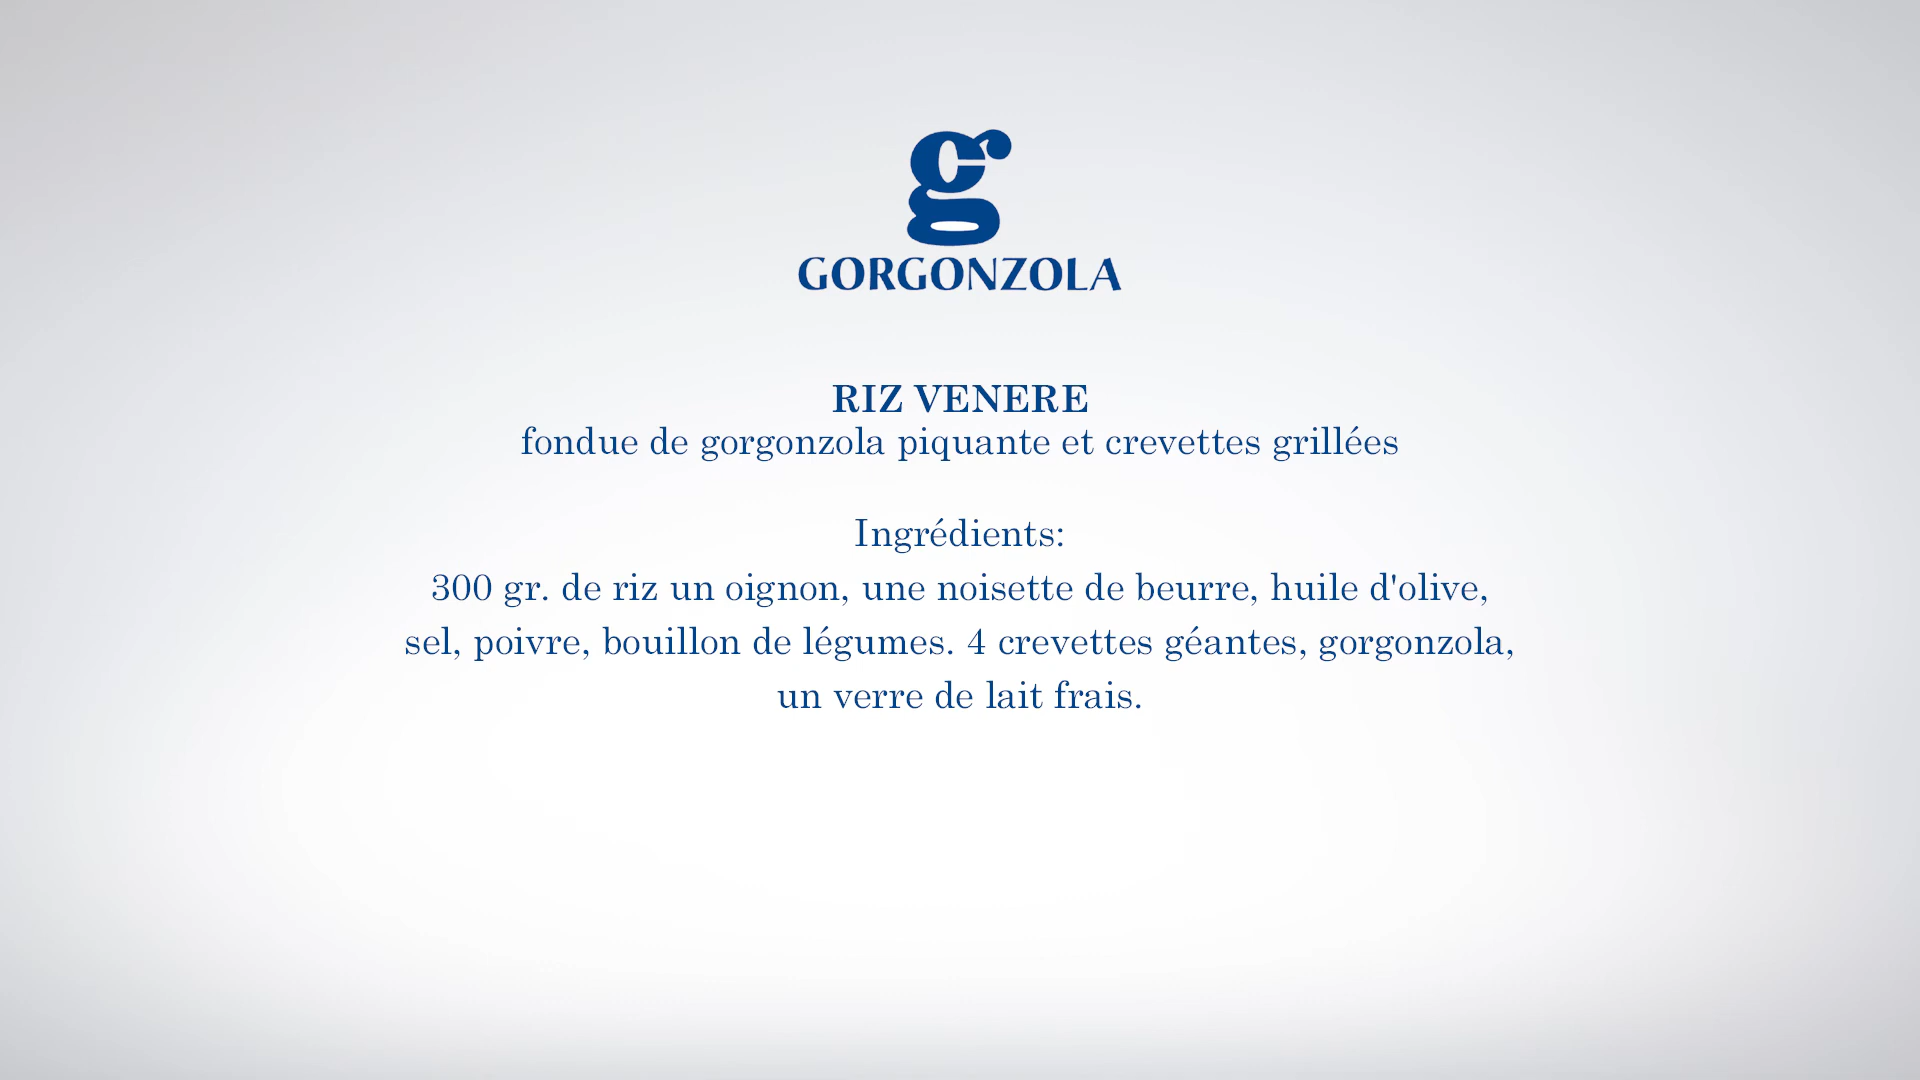 g
GORGONZOLA
RIZ VENERE
fondue de gorgonzola piquante et crevettes grillées
Ingrédients:
300 gr. de riz un oignon, une noisette de beurre, huile d'olive,
sel, poivre, bouillon de légumes. 4 crevettes géantes, gorgonzola,
un verre de lait frais.